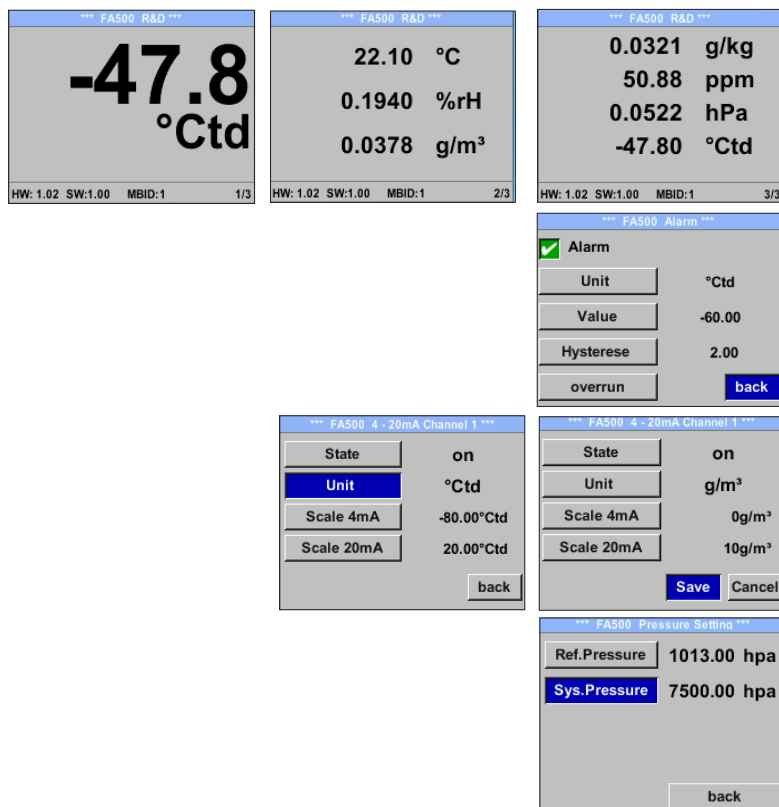 *** FA500 R&D ***
-47.8
°Ctd
HW: 1.02 SW:1.00 MBID:1 1/3
*** FA500 R&D ***
22.10 °C
0.1940 %rH
0.0378 g/m³
HW: 1.02 SW:1.00 MBID:1 2/3
*** FA500 R&D ***
0.0321 g/kg
50.88 ppm
0.0522 hPa
-47.80 °Ctd
HW: 1.02 SW:1.00 MBID:1 3/3
*** FA500 Alarm ***
Alarm
Unit °Ctd
Value -60.00
Hysterese 2.00
overrun back
*** FA500 4 - 20mA Channel 1 ***
State on
Unit °Ctd
Scale 4mA -80.00°Ctd
Scale 20mA 20.00°Ctd
back
*** FA500 4 - 20mA Channel 1 ***
State on
Unit g/m³
Scale 4mA 0g/m³
Scale 20mA 10g/m³
Save Cancel
*** FA500 Pressure Setting ***
Ref.Pressure 1013.00 hpa
Sys.Pressure 7500.00 hpa
back